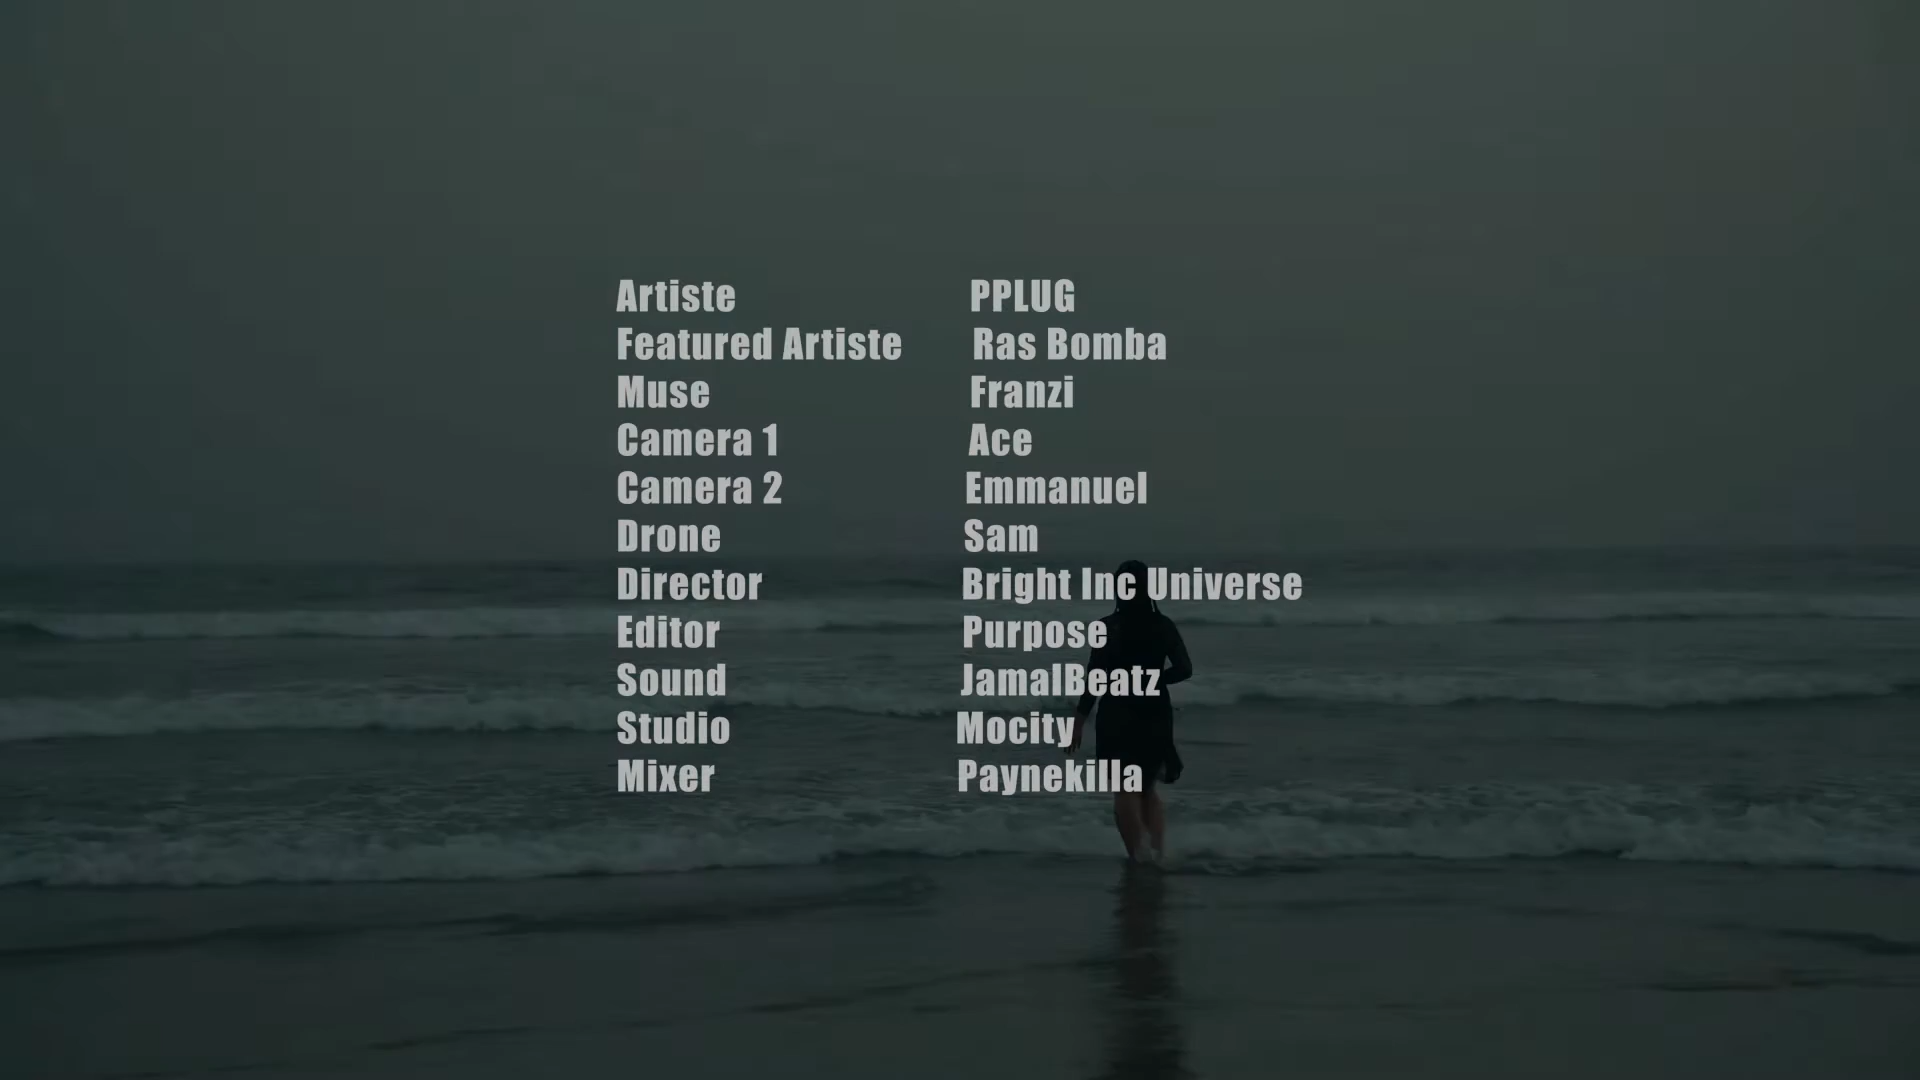 Artiste PPLUG
Featured Artiste Ras Bomba
Muse Franzi
Camera 1 Ace
Camera 2 Emmanuel
Drone Sam
Director Bright Inc Universe
Editor Purpose
Sound JamalBeatz
Studio Mocity
Mixer Paynekilla